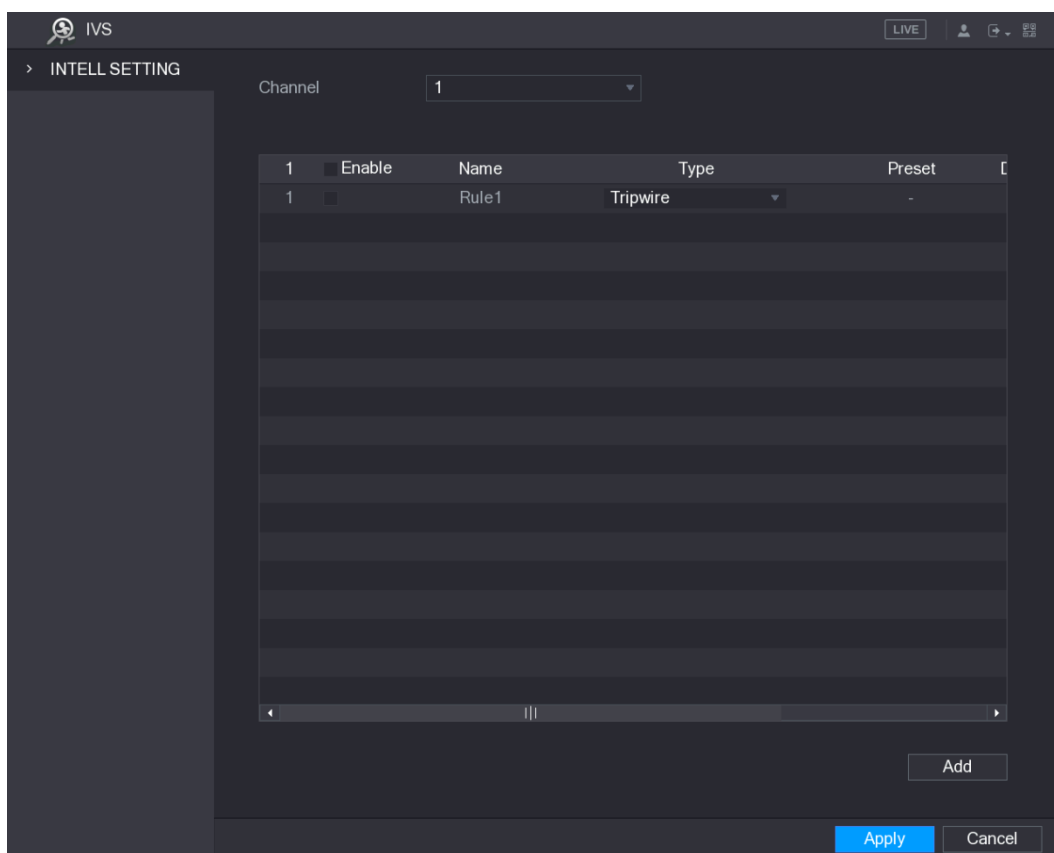 IVS LIVE
INTELL SETTING
Channel 1
1 Enable Name Type Preset
1 Rule1 Tripwire -
Add
Apply Cancel